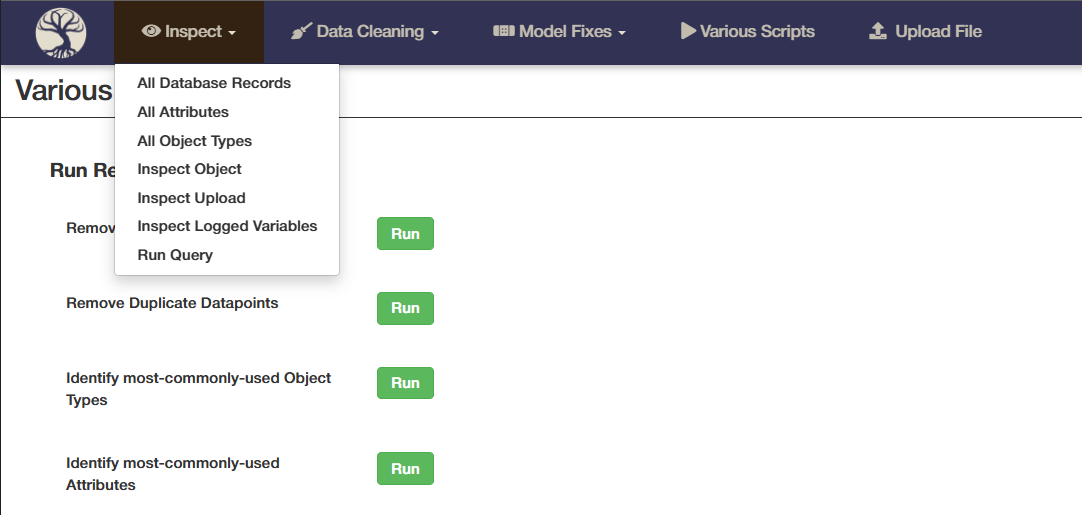 Inspect Data Cleaning Model Fixes Various Scripts Upload File
All Database Records
All Attributes
All Object Types
Inspect Object
Inspect Upload
Inspect Logged Variables
Run Query
Various
Run Re
Remov
Run
Remove Duplicate Datapoints
Run
Identify most-commonly-used Object
Types
Run
Identify most-commonly-used
Attributes
Run